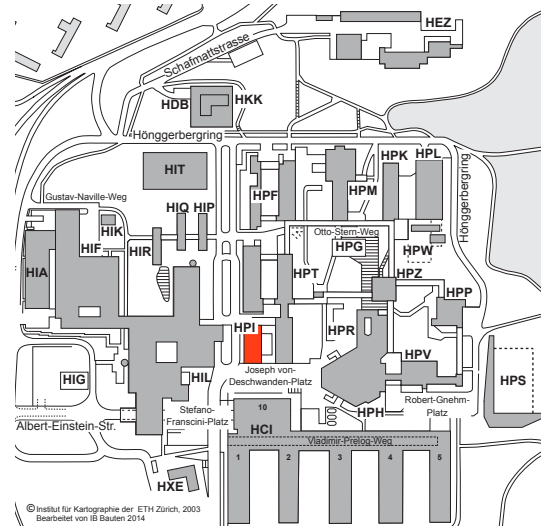 HEZ
Schafmattstrasse
HDB
HKK
Hönggerbergring
HIT
HPK
HPL
HPF
HPM
Gustav-Naville-Weg
HIQ
HIP
HIK
Hönggerbergring
Otto-Stern-Weg
HIF
HIR
HPG
HPW
HIA
HPT
HPZ
HPP
HPI
HPR
HPV
Joseph von-
Deschwanden-Platz
HIG
HIL
HPS
Robert-Gnehm-
Platz
Stefano-
Franscini-Platz
10
HPH
Albert-Einstein-Str.
HCI
Vladimir-Prelog-Weg
1
2
3
4
5
HXE
© Institut für Kartografie der ETH Zürich, 2003
Bearbeitet von IB Bauten 2014